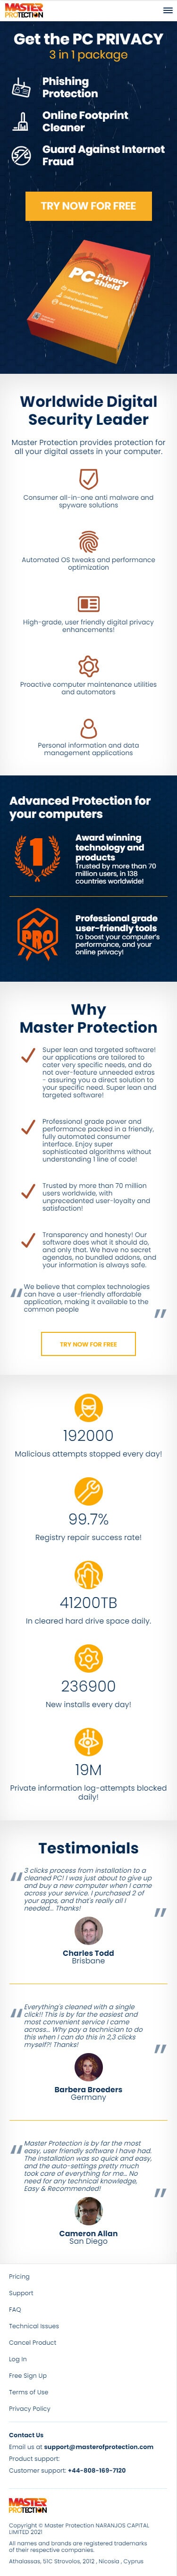 MASTER
PROTECTION
Get the PC PRIVACY
3 in 1 package
Phishing
Protection
Online Footprint
Cleaner
Guard Against Internet
Fraud
TRY NOW FOR FREE
PC Privacy
Shield
Worldwide Digital
Security Leader
Master Protection provides protection for
all your digital assets in your computer.
Consumer all-in-one anti malware and
spyware solutions
Automated OS tweaks and performance
optimization
High-grade, user friendly digital privacy
enhancements!
Proactive computer maintenance utilities
and automators
Personal information and data
management applications
Advanced Protection for
your computers
1
Award winning
technology and
products
Trusted by more than 70
million users, in 138
countries worldwide!
PRO
Professional grade
user-friendly tools
To boost your computer's
performance, and your
online privacy!
Why
Master Protection
Super lean and targeted software!
our applications are tailored to
cater very specific needs, and do
not over-feature unneeded extras
- assuring you a direct solution to
your specific need. Super lean and
targeted software!
Professional grade power and
performance packed in a friendly,
fully automated consumer
interface. Enjoy super
sophisticated algorithms without
understanding 1 line of code!
Trusted by more than 70 million
users worldwide, with
unprecedented user-loyalty and
satisfaction!
Transparency and honesty! Our
software does what it should do,
and only that. We have no secret
agendas, no bundled addons, and
your information is always safe.
We believe that complex technologies
can have a user-friendly affordable
application, making it available to the
common people
TRY NOW FOR FREE
192000
Malicious attempts stopped every day!
99.7%
Registry repair success rate!
41200TB
In cleared hard drive space daily.
236900
New installs every day!
19M
Private information log-attempts blocked
daily!
Testimonials
3 clicks process from installation to a
cleaned PC! I was just about to give up
and buy a new computer when I came
across your service. I purchased 2 of
your apps, and that's really all I
needed... Thanks!
Charles Todd
Brisbane
Everything's cleaned with a single
click!! This is by far the easiest and
most convenient service I came
across... Why pay a technician to do
this when I can do this in 2,3 clicks
myself?! Thanks!
Barbera Broeders
Germany
Master Protection is by far the most
easy, user friendly software I have had.
The installation was so quick and easy,
and the auto-settings pretty much
took care of everything for me... No
need for any technical knowledge,
Easy & Recommended!
Cameron Allan
San Diego
Pricing
Support
FAQ
Technical Issues
Cancel Product
Log In
Free Sign Up
Terms of Use
Privacy Policy
Contact Us
Email us at support@masterofprotection.com
Product support:
Customer support: +44-808-169-7120
MASTER
PROTECTION
Copyright © Master Protection NARANJOS CAPITAL
LIMITED 2021
All names and brands are registered trademarks
of their respective companies.
Athalassas, 51C Strovolos, 2012 , Nicosia , Cyprus